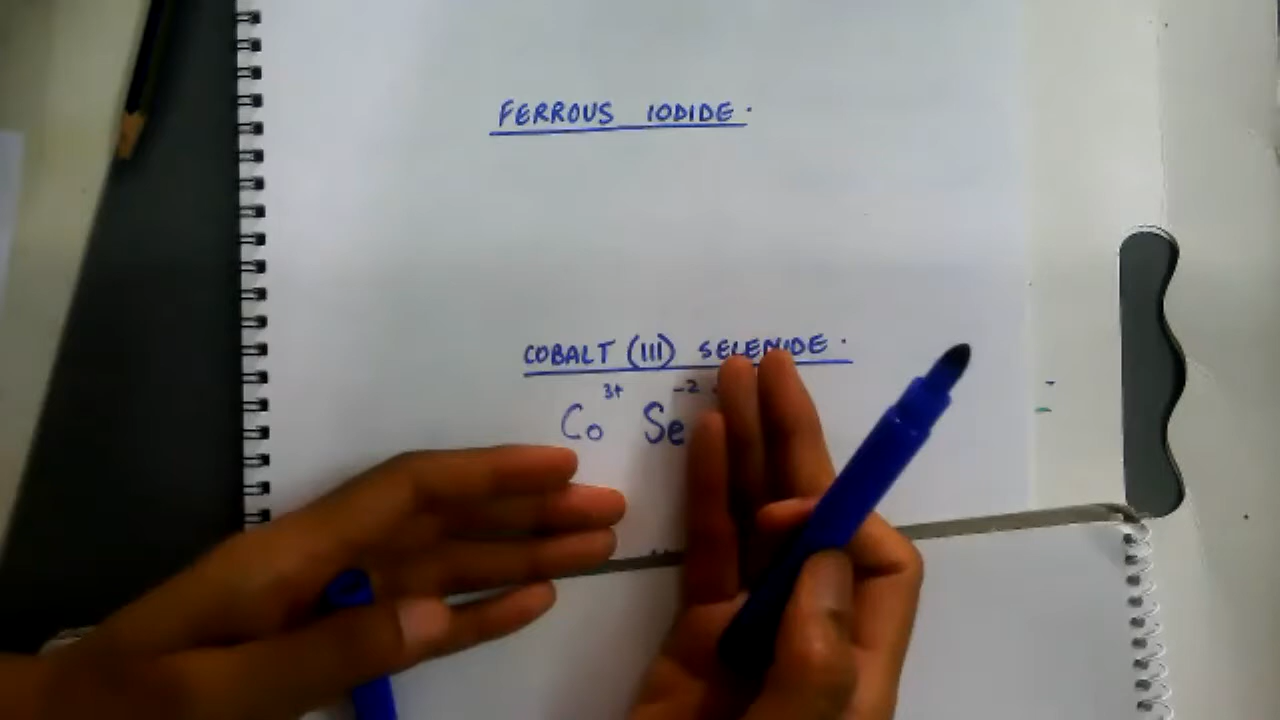 FERROUS IODIDE.
COBALT (III) SELENIDE.
Co³⁺ Se⁻²